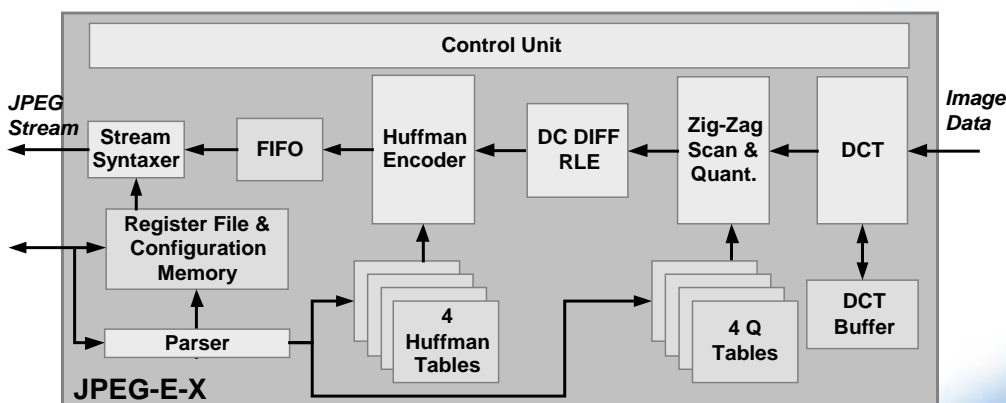 Control Unit
JPEG
Stream
Image
Data
Stream
Syntaxer
FIFO
Huffman
Encoder
DC DIFF
RLE
Zig-Zag
Scan &
Quant.
DCT
Register File &
Configuration
Memory
Parser
4
Huffman
Tables
4 Q
Tables
DCT
Buffer
JPEG-E-X